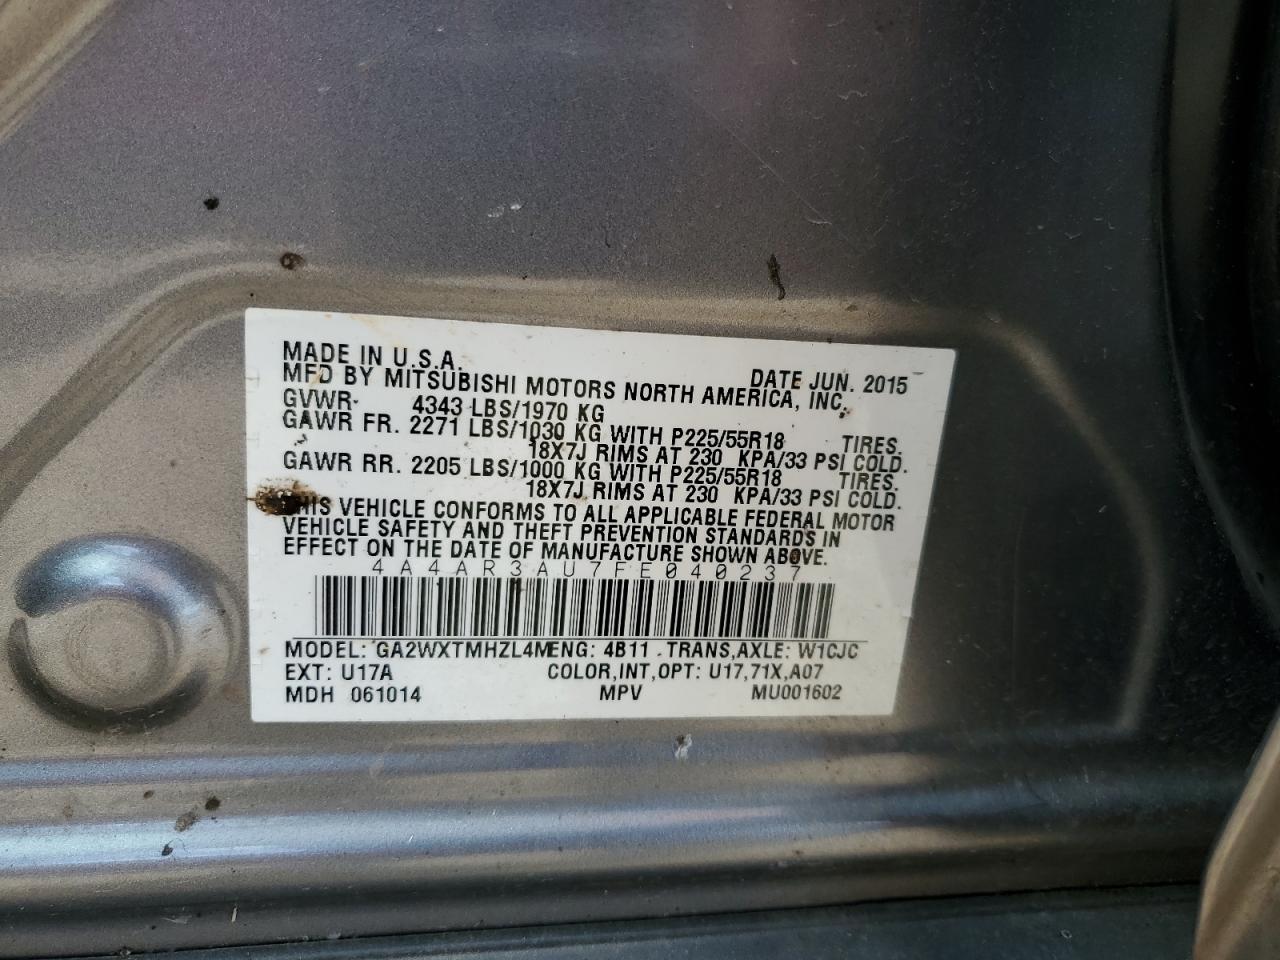 MADE IN U.S.A. DATE JUN. 2015
MFD BY MITSUBISHI MOTORS NORTH AMERICA, INC.
GVWR 4343 LBS/1970 KG
GAWR FR. 2271 LBS/1030 KG WITH P225/55R18 TIRES.
18X7J RIMS AT 230 KPA/33 PSI COLD.
GAWR RR. 2205 LBS/1000 KG WITH P225/55R18 TIRES.
18X7J RIMS AT 230 KPA/33 PSI COLD.
THIS VEHICLE CONFORMS TO ALL APPLICABLE FEDERAL MOTOR
VEHICLE SAFETY AND THEFT PREVENTION STANDARDS IN
EFFECT ON THE DATE OF MANUFACTURE SHOWN ABOVE.
4A4AR3AU7FE040237
MODEL: GA2WXTMHZL4M ENG: 4B11 . TRANS,AXLE: W1CJC
EXT: U17A COLOR,INT,OPT: U17,71X,A07
MDH 061014 MPV MU001602